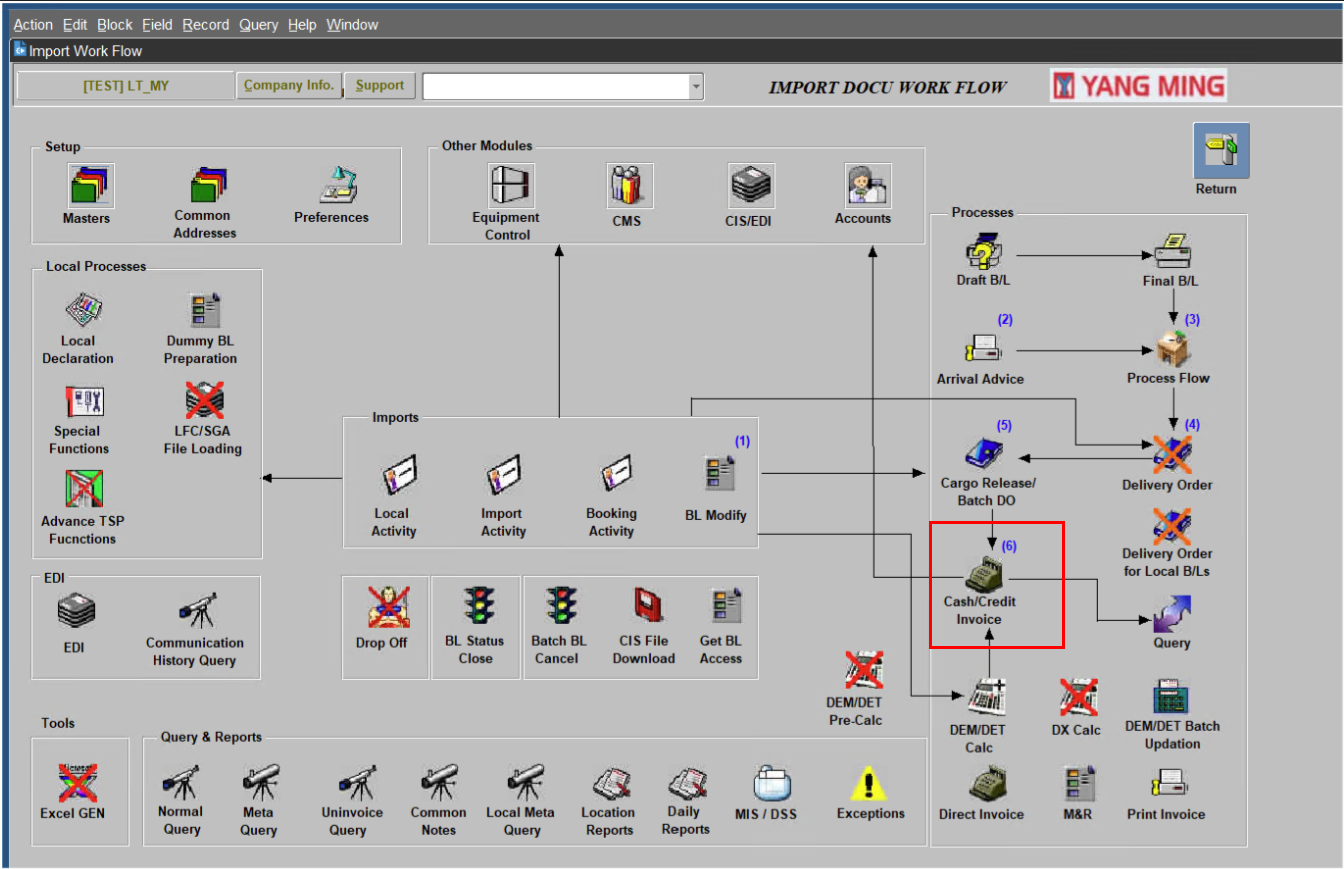 Action Edit Block Field Record Query Help Window
Import Work Flow
[TEST] LT_MY
Company Info.
Support
IMPORT DOCU WORK FLOW
YANG MING
Return
Setup
Masters
Common
Addresses
Preferences
Other Modules
Equipment
Control
CMS
CIS/EDI
Accounts
Processes
Draft B/L
Final B/L
(2)
Arrival Advice
(3)
Process Flow
(5)
Cargo Release/
Batch DO
(4)
Delivery Order
Delivery Order
for Local B/Ls
(6)
Cash/Credit
Invoice
Query
DEM/DET
Pre-Calc
DEM/DET
Calc
DX Calc
DEM/DET Batch
Updation
Direct Invoice
M&R
Print Invoice
Local Processes
Local
Declaration
Dummy BL
Preparation
Special
Functions
LFC/SGA
File Loading
Advance TSP
Fucnctions
Imports
Local
Activity
Import
Activity
Booking
Activity
(1)
BL Modify
EDI
EDI
Communication
History Query
Drop Off
BL Status
Close
Batch BL
Cancel
CIS File
Download
Get BL
Access
Tools
Excel GEN
Query & Reports
Normal
Query
Meta
Query
Uninvoice
Query
Common
Notes
Local Meta
Query
Location
Reports
Daily
Reports
MIS / DSS
Exceptions